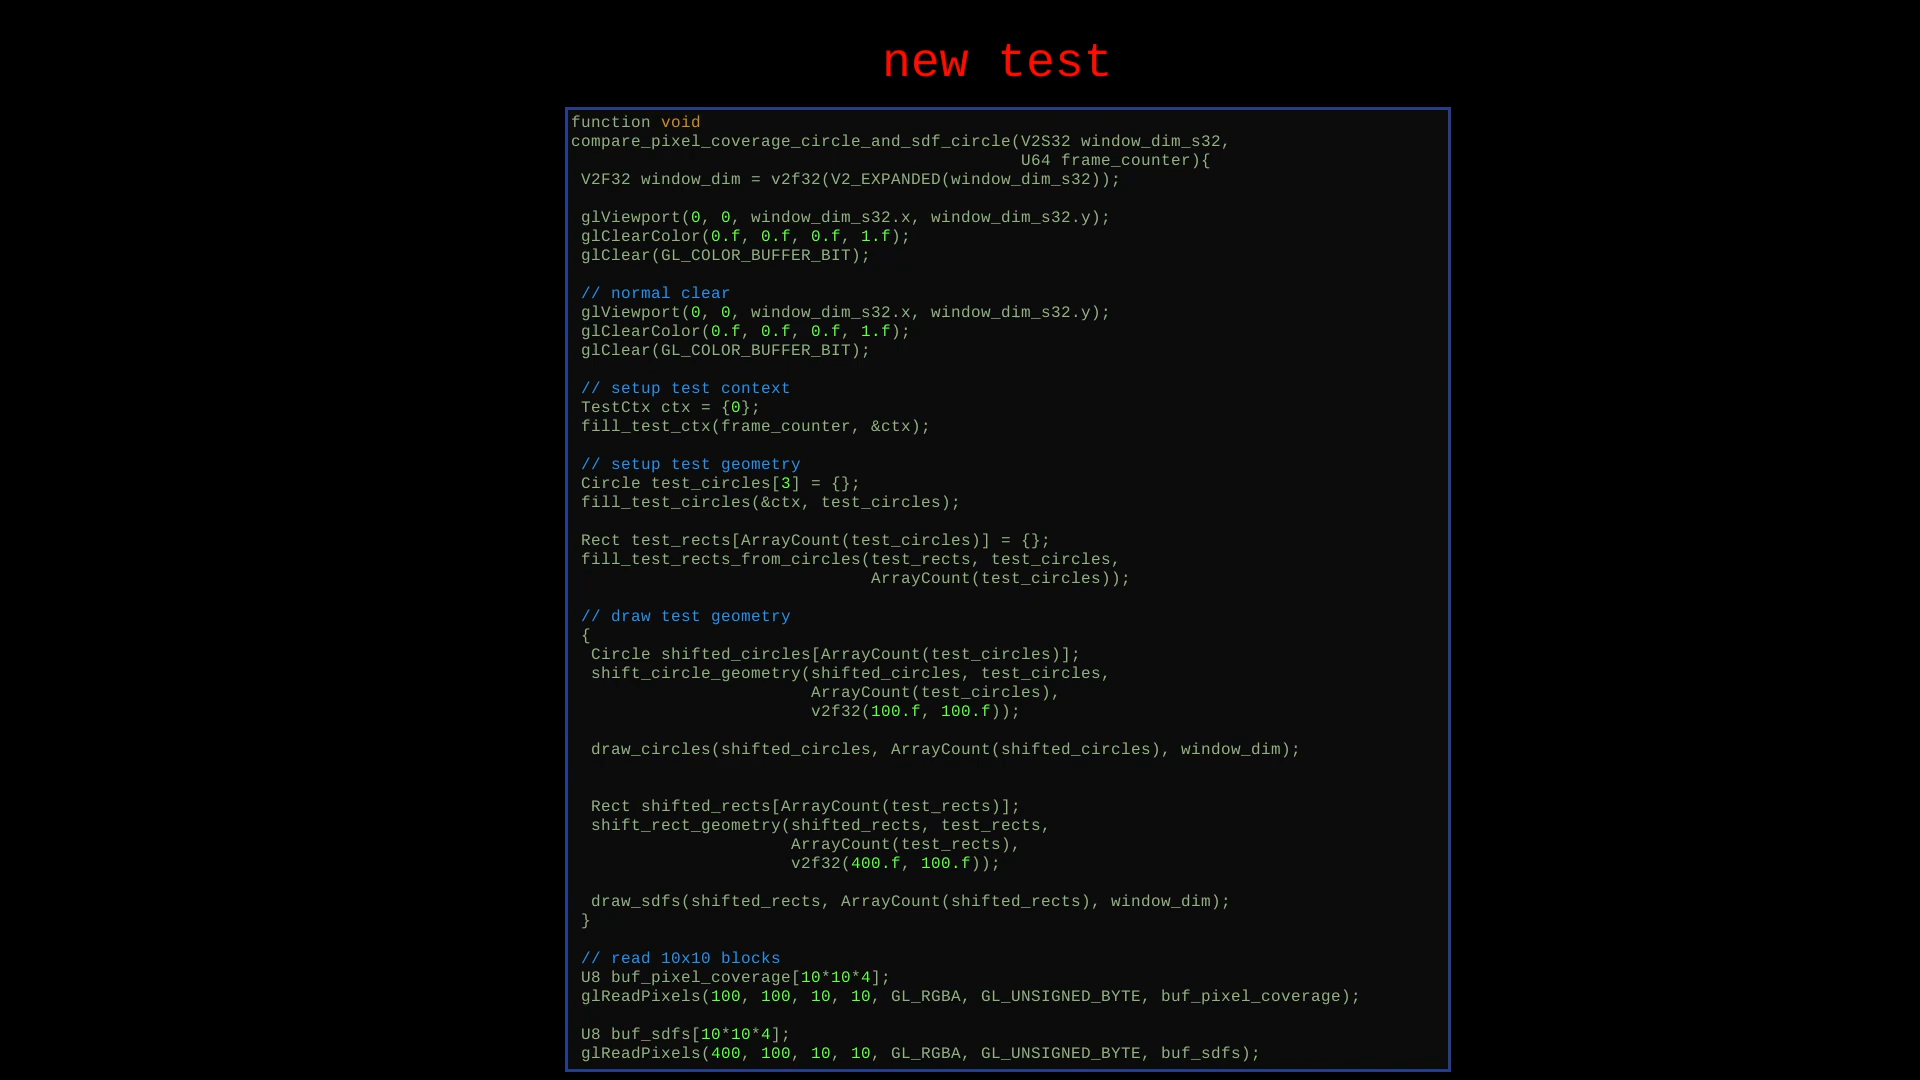 new test
function void
compare_pixel_coverage_circle_and_sdf_circle(V2S32 window_dim_s32,
                                             U64 frame_counter){
 V2F32 window_dim = v2f32(V2_EXPANDED(window_dim_s32));

 glViewport(0, 0, window_dim_s32.x, window_dim_s32.y);
 glClearColor(0.f, 0.f, 0.f, 1.f);
 glClear(GL_COLOR_BUFFER_BIT);

 // normal clear
 glViewport(0, 0, window_dim_s32.x, window_dim_s32.y);
 glClearColor(0.f, 0.f, 0.f, 1.f);
 glClear(GL_COLOR_BUFFER_BIT);

 // setup test context
 TestCtx ctx = {0};
 fill_test_ctx(frame_counter, &ctx);

 // setup test geometry
 Circle test_circles[3] = {};
 fill_test_circles(&ctx, test_circles);

 Rect test_rects[ArrayCount(test_circles)] = {};
 fill_test_rects_from_circles(test_rects, test_circles,
                              ArrayCount(test_circles));

 // draw test geometry
 {
  Circle shifted_circles[ArrayCount(test_circles)];
  shift_circle_geometry(shifted_circles, test_circles,
                        ArrayCount(test_circles),
                        v2f32(100.f, 100.f));

  draw_circles(shifted_circles, ArrayCount(shifted_circles), window_dim);


  Rect shifted_rects[ArrayCount(test_rects)];
  shift_rect_geometry(shifted_rects, test_rects,
                      ArrayCount(test_rects),
                      v2f32(400.f, 100.f));

  draw_sdfs(shifted_rects, ArrayCount(shifted_rects), window_dim);
 }

 // read 10x10 blocks
 U8 buf_pixel_coverage[10*10*4];
 glReadPixels(100, 100, 10, 10, GL_RGBA, GL_UNSIGNED_BYTE, buf_pixel_coverage);

 U8 buf_sdfs[10*10*4];
 glReadPixels(400, 100, 10, 10, GL_RGBA, GL_UNSIGNED_BYTE, buf_sdfs);